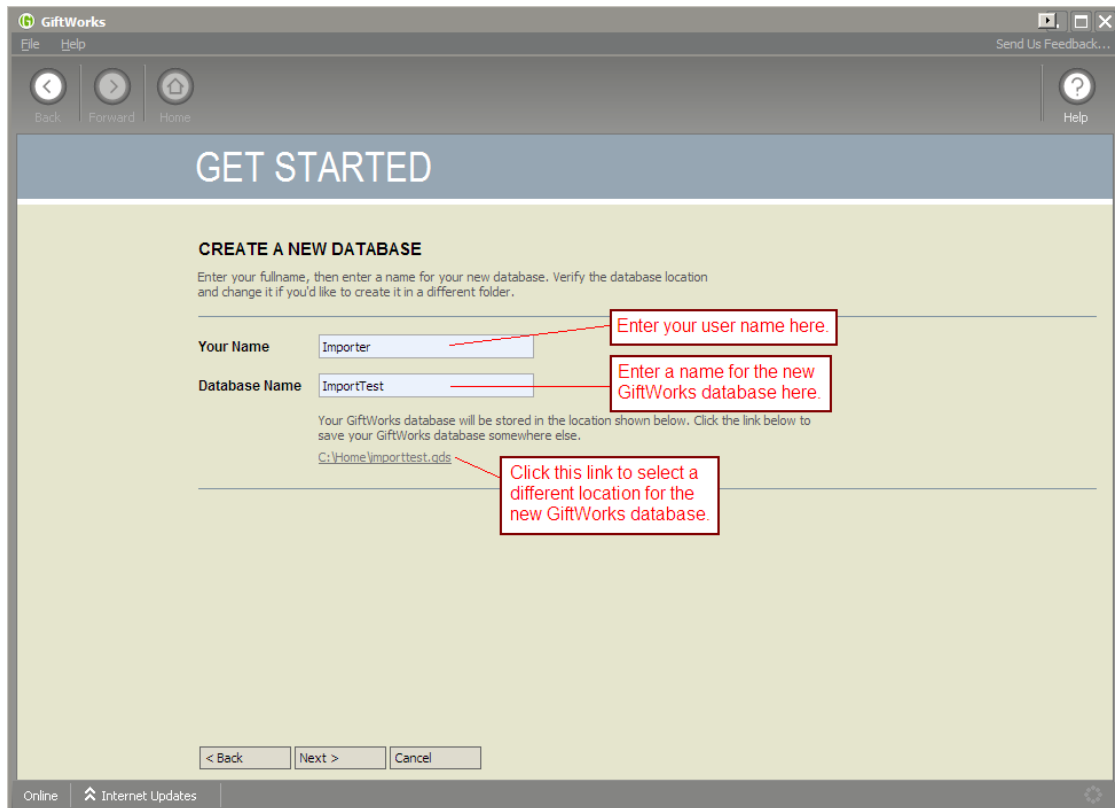 GiftWorks
File Help
Send Us Feedback...
Back Forward Home
Help
GET STARTED
CREATE A NEW DATABASE
Enter your fullname, then enter a name for your new database. Verify the database location
and change it if you'd like to create it in a different folder.
Enter your user name here.
Your Name Importer
Enter a name for the new
GiftWorks database here.
Database Name ImportTest
Your GiftWorks database will be stored in the location shown below. Click the link below to
save your GiftWorks database somewhere else.
C:\Home\importtest.gds
Click this link to select a
different location for the
new GiftWorks database.
< Back Next > Cancel
Online Internet Updates